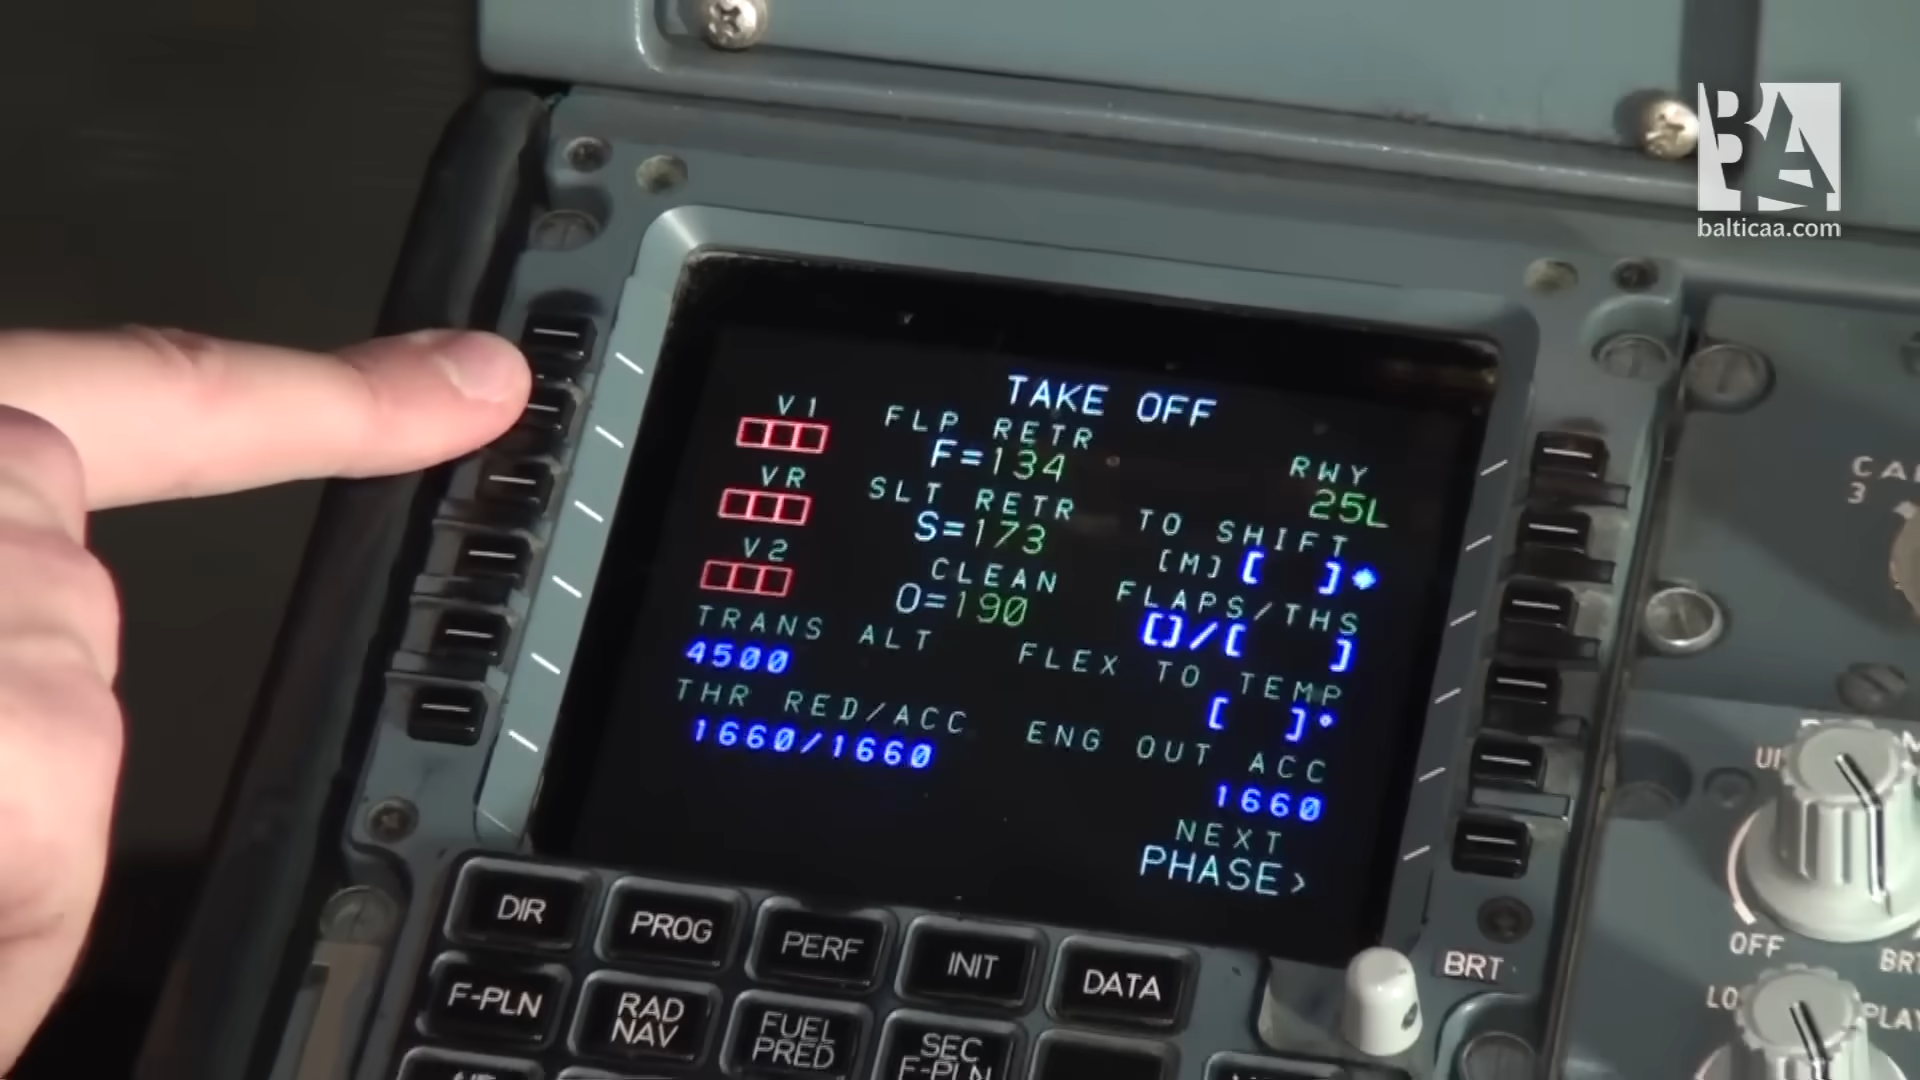 BA
balticaa.com
TAKE OFF
V1
FLP RETR
F=134
RWY
25L
VR
SLT RETR
S=173
TO SHIFT
[M][ ]
V2
CLEAN
O=190
FLAPS/THS
[]/[ ]
TRANS ALT
4500
FLEX TO TEMP
[ ]°
THR RED/ACC
1660/1660
ENG OUT ACC
1660
NEXT
PHASE>
DIR
PROG
PERF
INIT
DATA
BRT
F-PLN
RAD
NAV
FUEL
PRED
SEC
F-PLN
3
OFF